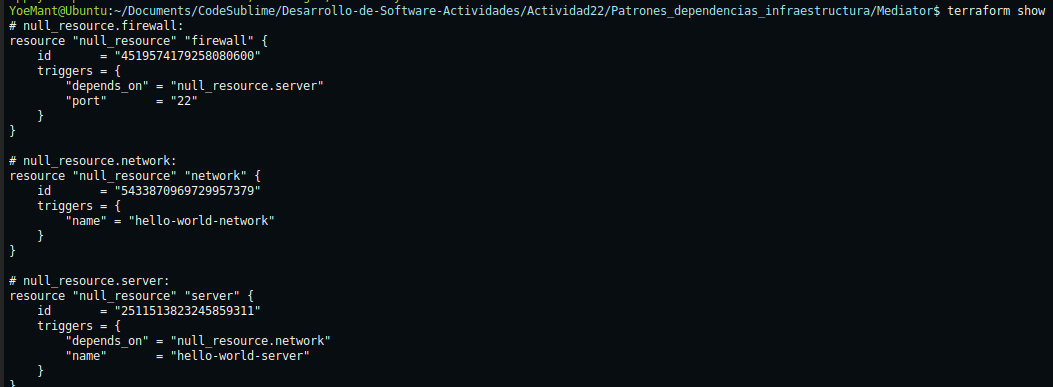 YoeMant@Ubuntu:~/Documents/CodeSublime/Desarrollo-de-Software-Actividades/Actividad22/Patrones_dependencias_infraestructura/Mediator$ terraform show
# null_resource.firewall:
resource "null_resource" "firewall" {
    id       = "4519574179258080600"
    triggers = {
        "depends_on" = "null_resource.server"
        "port"       = "22"
    }
}

# null_resource.network:
resource "null_resource" "network" {
    id       = "5433870969729957379"
    triggers = {
        "name" = "hello-world-network"
    }
}

# null_resource.server:
resource "null_resource" "server" {
    id       = "2511513823245859311"
    triggers = {
        "depends_on" = "null_resource.network"
        "name"       = "hello-world-server"
    }
}